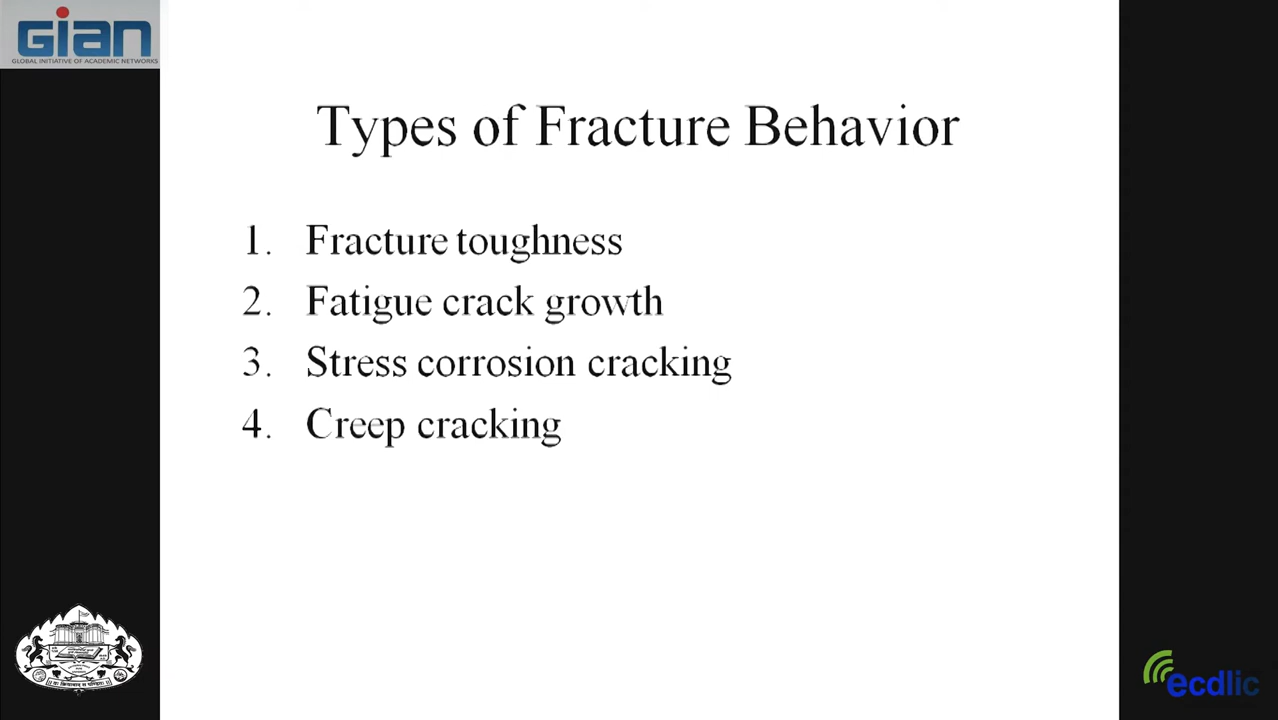 GIAN
GLOBAL INITIATIVE OF ACADEMIC NETWORKS
Types of Fracture Behavior
1. Fracture toughness
2. Fatigue crack growth
3. Stress corrosion cracking
4. Creep cracking
ecdlic